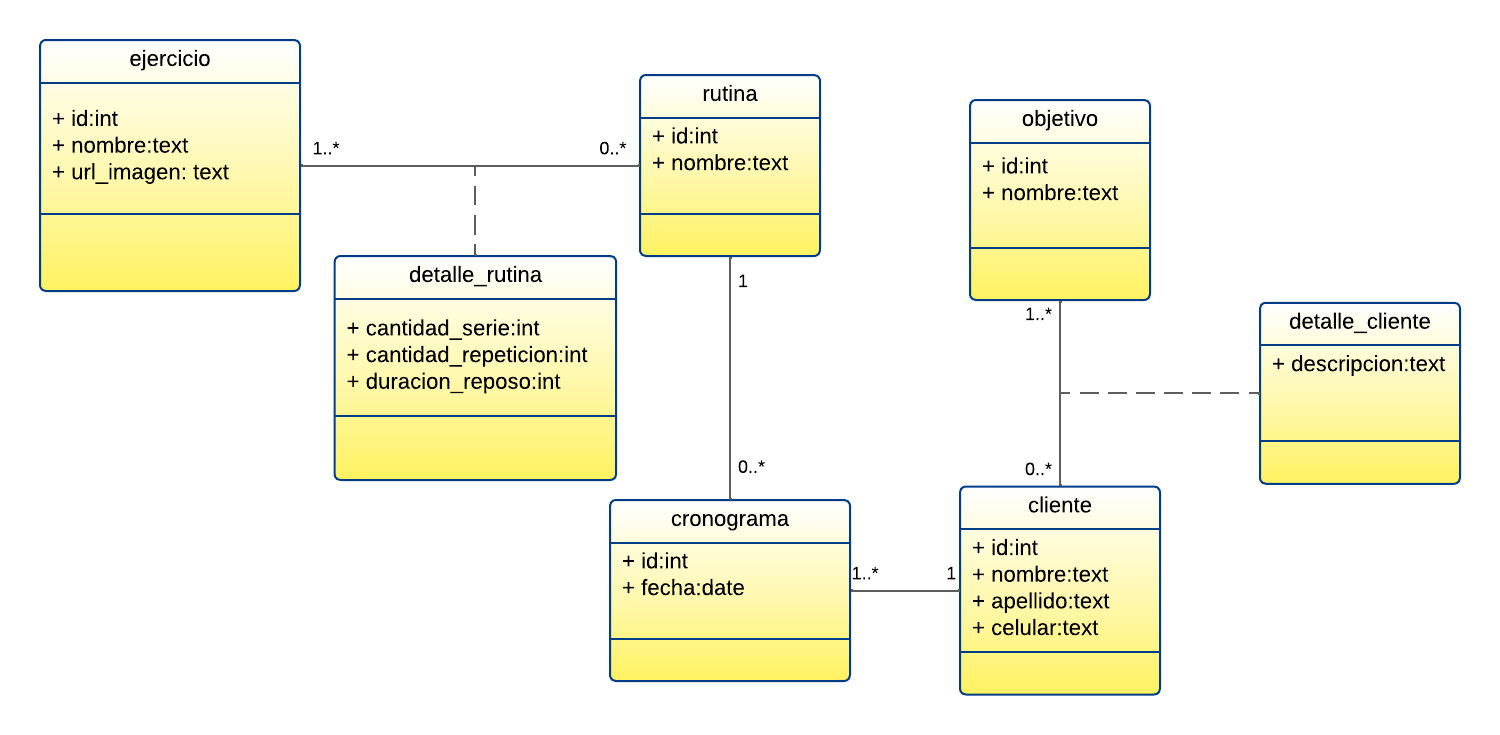 ejercicio
+ id:int
+ nombre:text
+ url_imagen: text
1..*
0..*
rutina
+ id:int
+ nombre:text
objetivo
+ id:int
+ nombre:text
detalle_rutina
+ cantidad_serie:int
+ cantidad_repeticion:int
+ duracion_reposo:int
1
0..*
1..*
0..*
detalle_cliente
+ descripcion:text
cronograma
+ id:int
+ fecha:date
1..*
1
cliente
+ id:int
+ nombre:text
+ apellido:text
+ celular:text